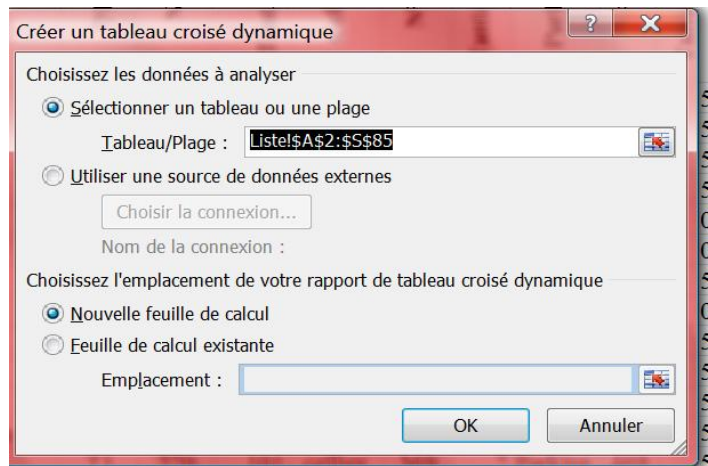 Créer un tableau croisé dynamique
Choisissez les données à analyser
Sélectionner un tableau ou une plage
Tableau/Plage : Liste!$A$2:$S$85
Utiliser une source de données externes
Choisir la connexion...
Nom de la connexion :
Choisissez l'emplacement de votre rapport de tableau croisé dynamique
Nouvelle feuille de calcul
Feuille de calcul existante
Emplacement :
OK Annuler